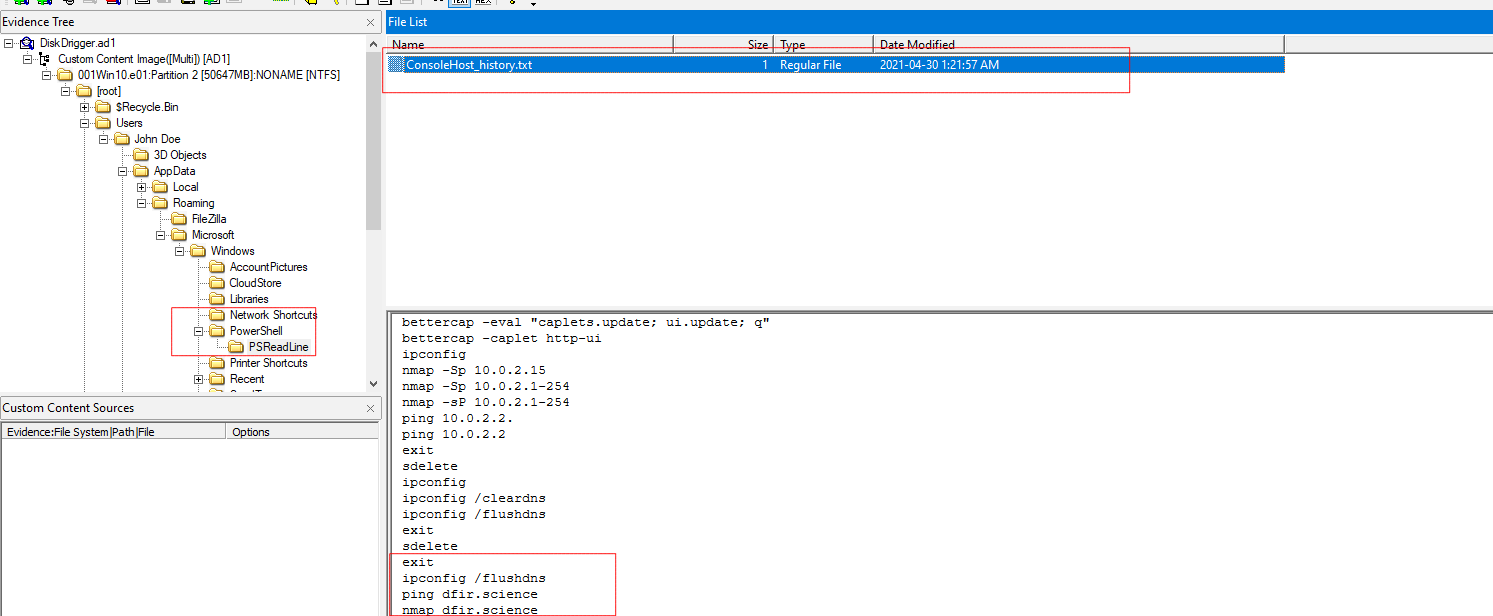 Evidence Tree
DiskDrigger.ad1
Custom Content Image([Multi]) [AD1]
001Win10.e01:Partition 2 [50647MB]:NONAME [NTFS]
[root]
$Recycle.Bin
Users
John Doe
3D Objects
AppData
Local
Roaming
FileZilla
Microsoft
Windows
AccountPictures
CloudStore
Libraries
Network Shortcuts
PowerShell
PSReadLine
Printer Shortcuts
Recent
Custom Content Sources
Evidence:File System|Path|File Options
File List
Name Size Type Date Modified
ConsoleHost_history.txt 1 Regular File 2021-04-30 1:21:57 AM
bettercap -eval "caplets.update; ui.update; q"
bettercap -caplet http-ui
ipconfig
nmap -Sp 10.0.2.15
nmap -Sp 10.0.2.1-254
nmap -sP 10.0.2.1-254
ping 10.0.2.2.
ping 10.0.2.2
exit
sdelete
ipconfig
ipconfig /cleardns
ipconfig /flushdns
exit
sdelete
exit
ipconfig /flushdns
ping dfir.science
nmap dfir.science